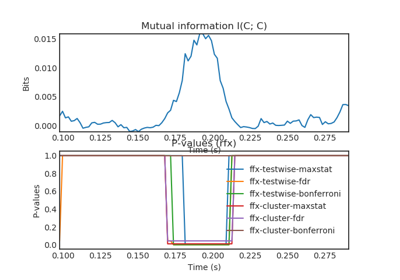 Mutual information I(C; C)
0.015
0.010
0.005
0.000
Bits
0.100 0.125 0.150 0.175 0.200 0.225 0.250 0.275
Time (s)
P-values (rfx)
1.0
0.8
0.6
0.4
0.2
0.0
P-values
ffx-testwise-maxstat
ffx-testwise-fdr
ffx-testwise-bonferroni
ffx-cluster-maxstat
ffx-cluster-fdr
ffx-cluster-bonferroni
0.100 0.125 0.150 0.175 0.200 0.225 0.250 0.275
Time (s)